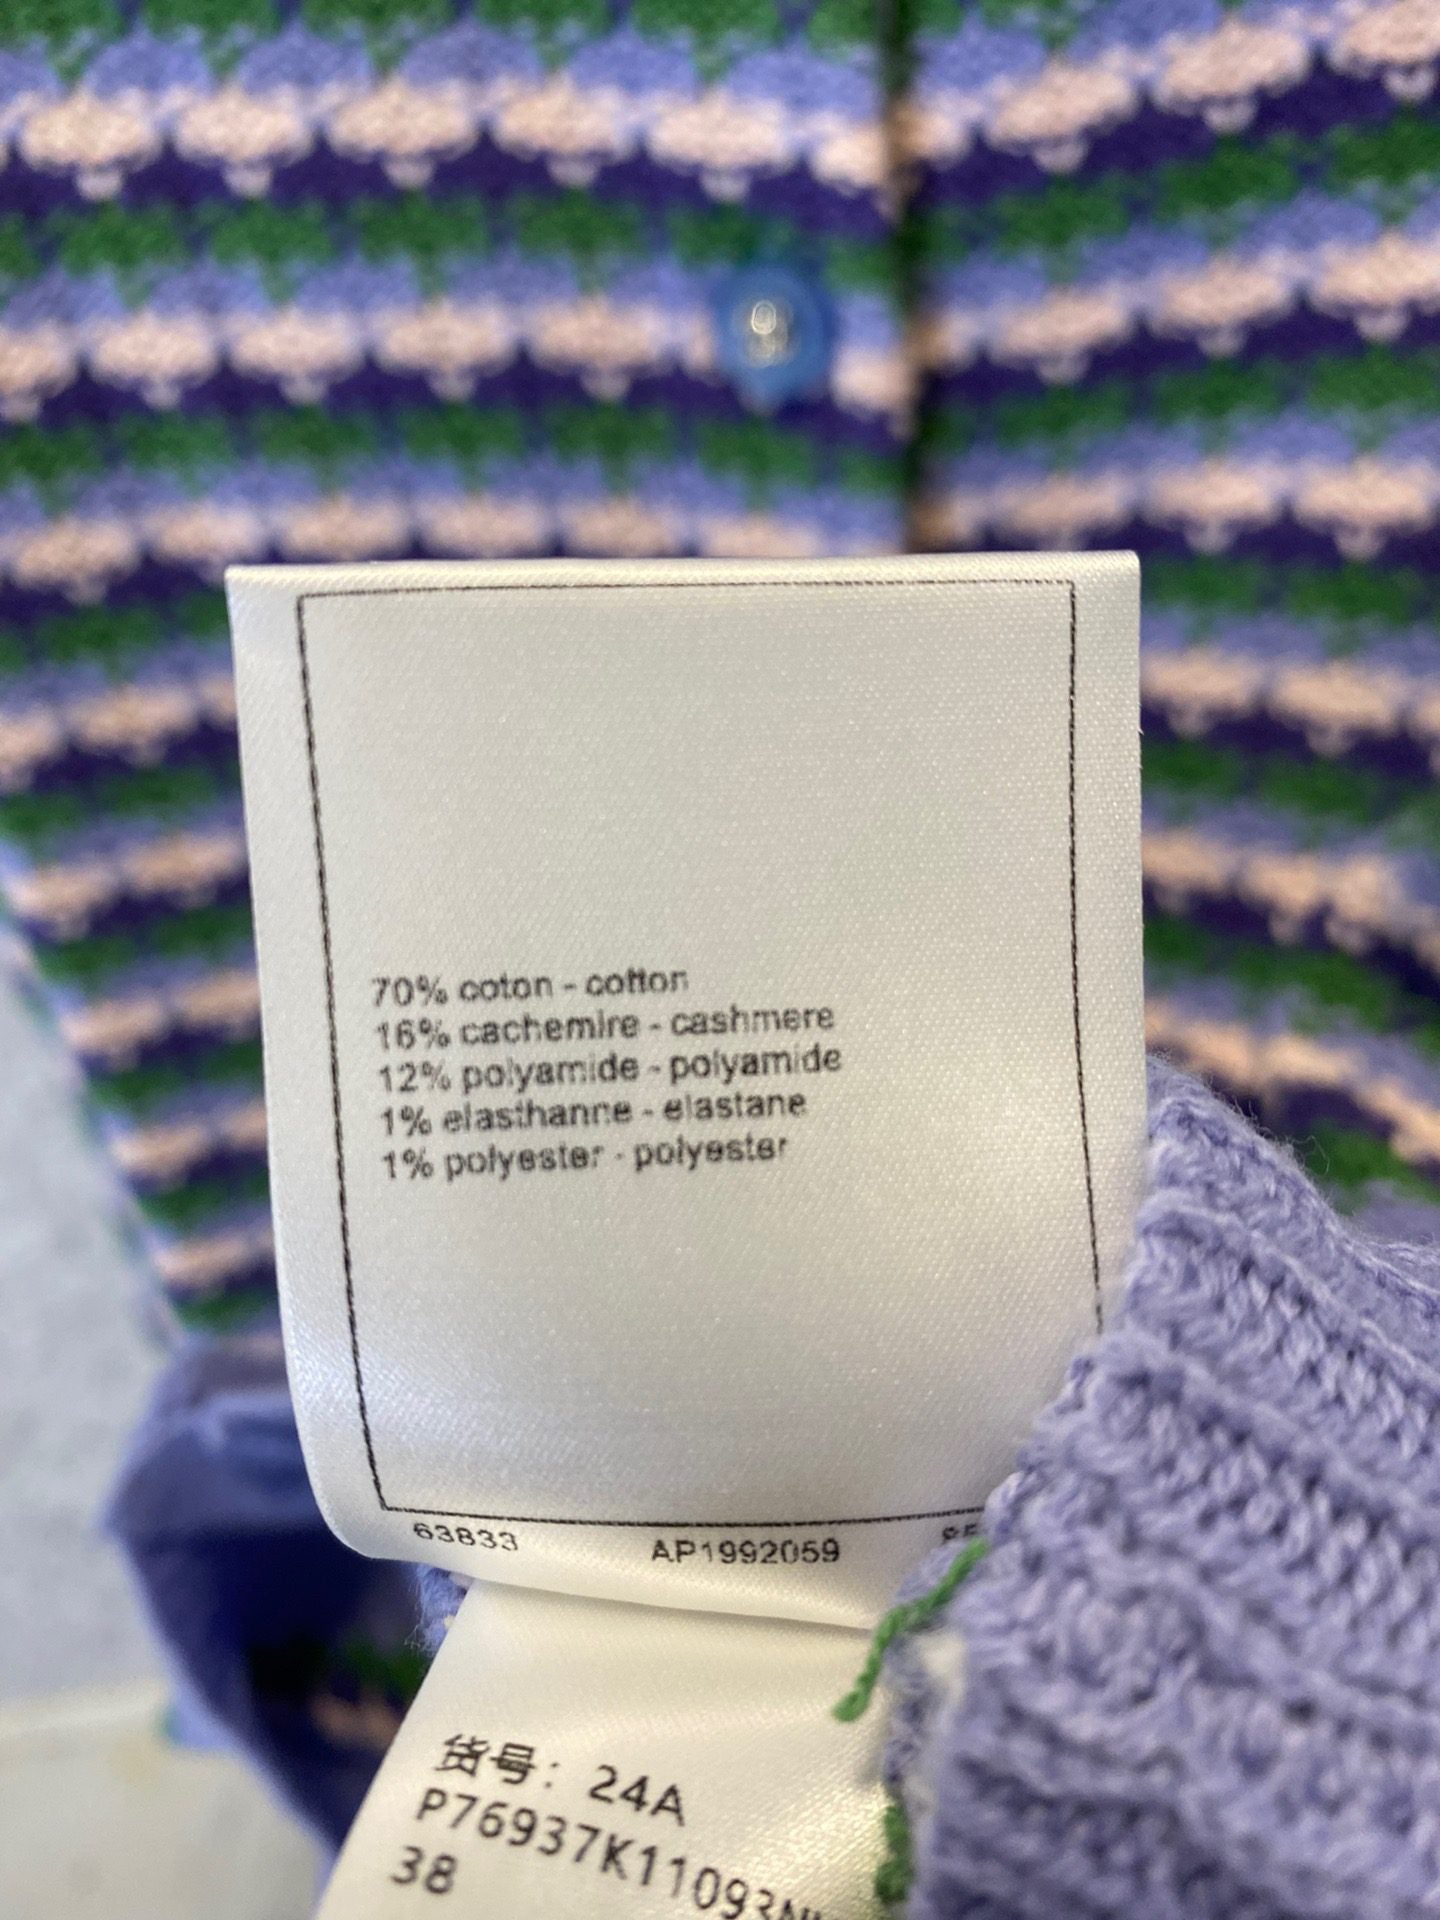 70% coton - cotton
16% cachemire - cashmere
12% polyamide - polyamide
1% elasthanne - elastane
1% polyester - polyester
63833 AP1992059
货号: 24A
P76937K11093
38